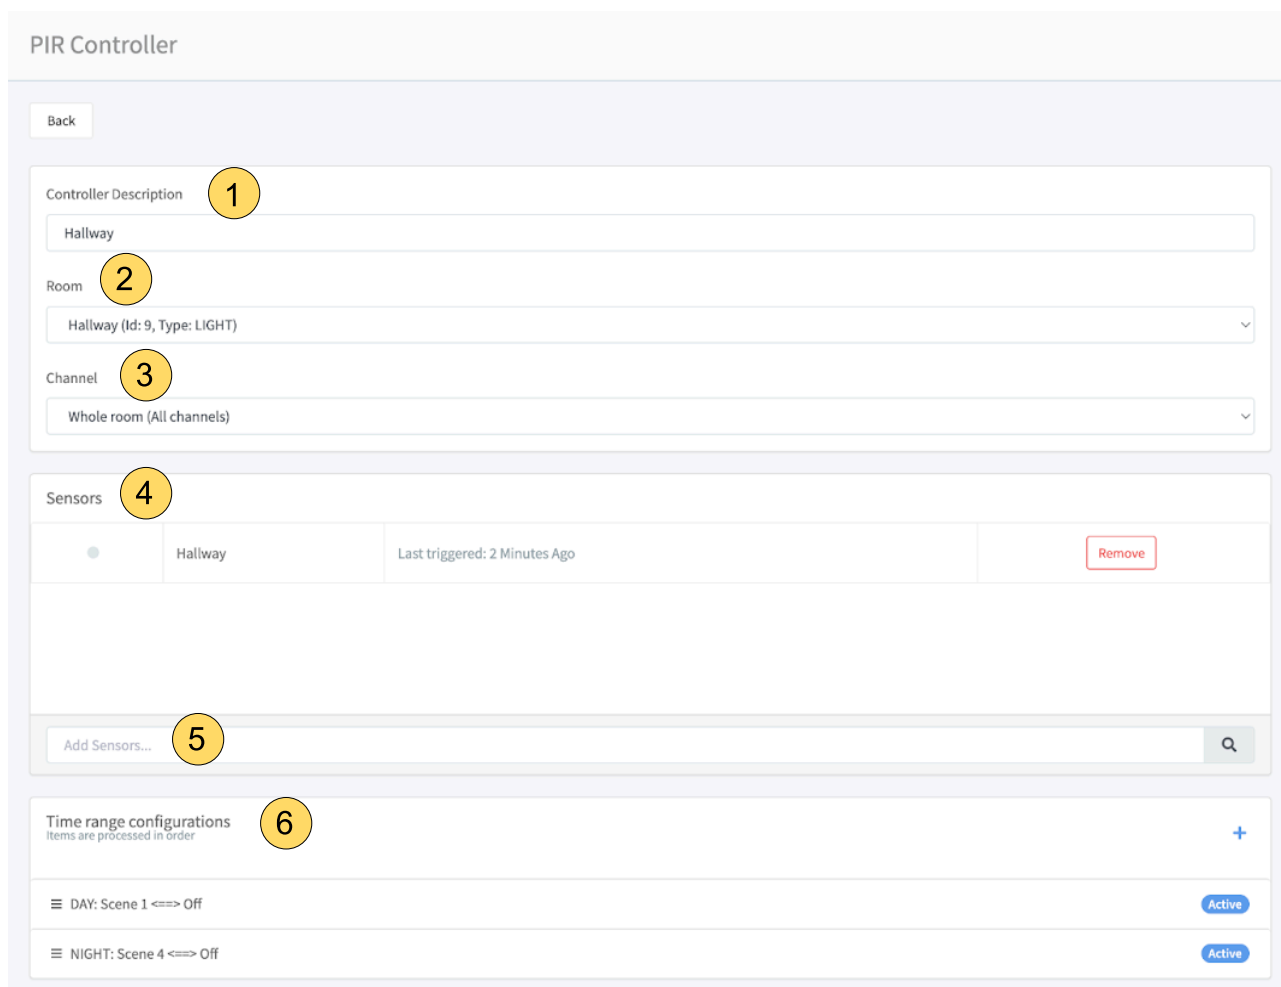 PIR Controller
Back
Controller Description 1
Hallway
Room 2
Hallway (Id: 9, Type: LIGHT)
Channel 3
Whole room (All channels)
Sensors 4
Hallway Last triggered: 2 Minutes Ago Remove
Add Sensors... 5
Time range configurations 6
Items are processed in order
+
DAY: Scene 1 <==> Off Active
NIGHT: Scene 4 <==> Off Active